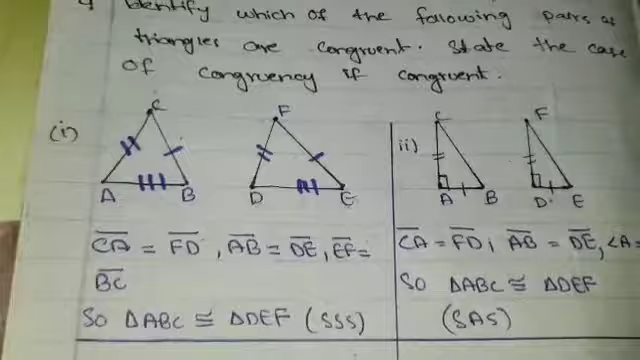 Identify which of the following pairs of
triangles are congruent. State the case
of congruency if congruent.
(i)
C
A
B
F
D
E
ii)
C
A
B
F
D
E
CA = FD, AB = DE, EF =
BC
So ΔABC ≅ ΔDEF (SSS)
CA = FD, AB = DE, ∠A =
So ΔABC ≅ ΔDEF
(SAS)